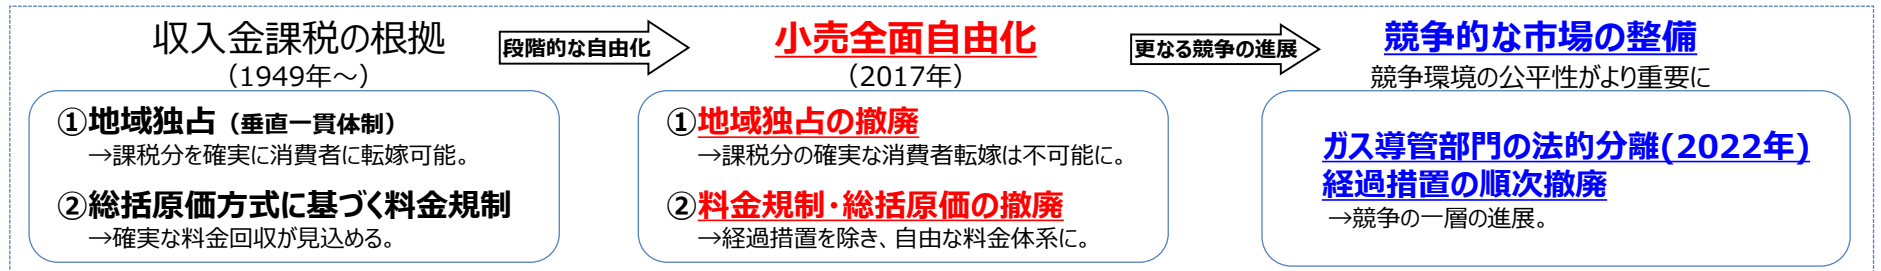 収入金課税の根拠
（1949年～）
①地域独占（垂直一貫体制）
→課税分を確実に消費者に転嫁可能。
②総括原価方式に基づく料金規制
→確実な料金回収が見込める。
段階的な自由化
小売全面自由化
（2017年）
①地域独占の撤廃
→課税分の確実な消費者転嫁は不可能に。
②料金規制・総括原価の撤廃
→経過措置を除き、自由な料金体系に。
更なる競争の進展
競争的な市場の整備
競争環境の公平性がより重要に
ガス導管部門の法的分離(2022年)
経過措置の順次撤廃
→競争の一層の進展。